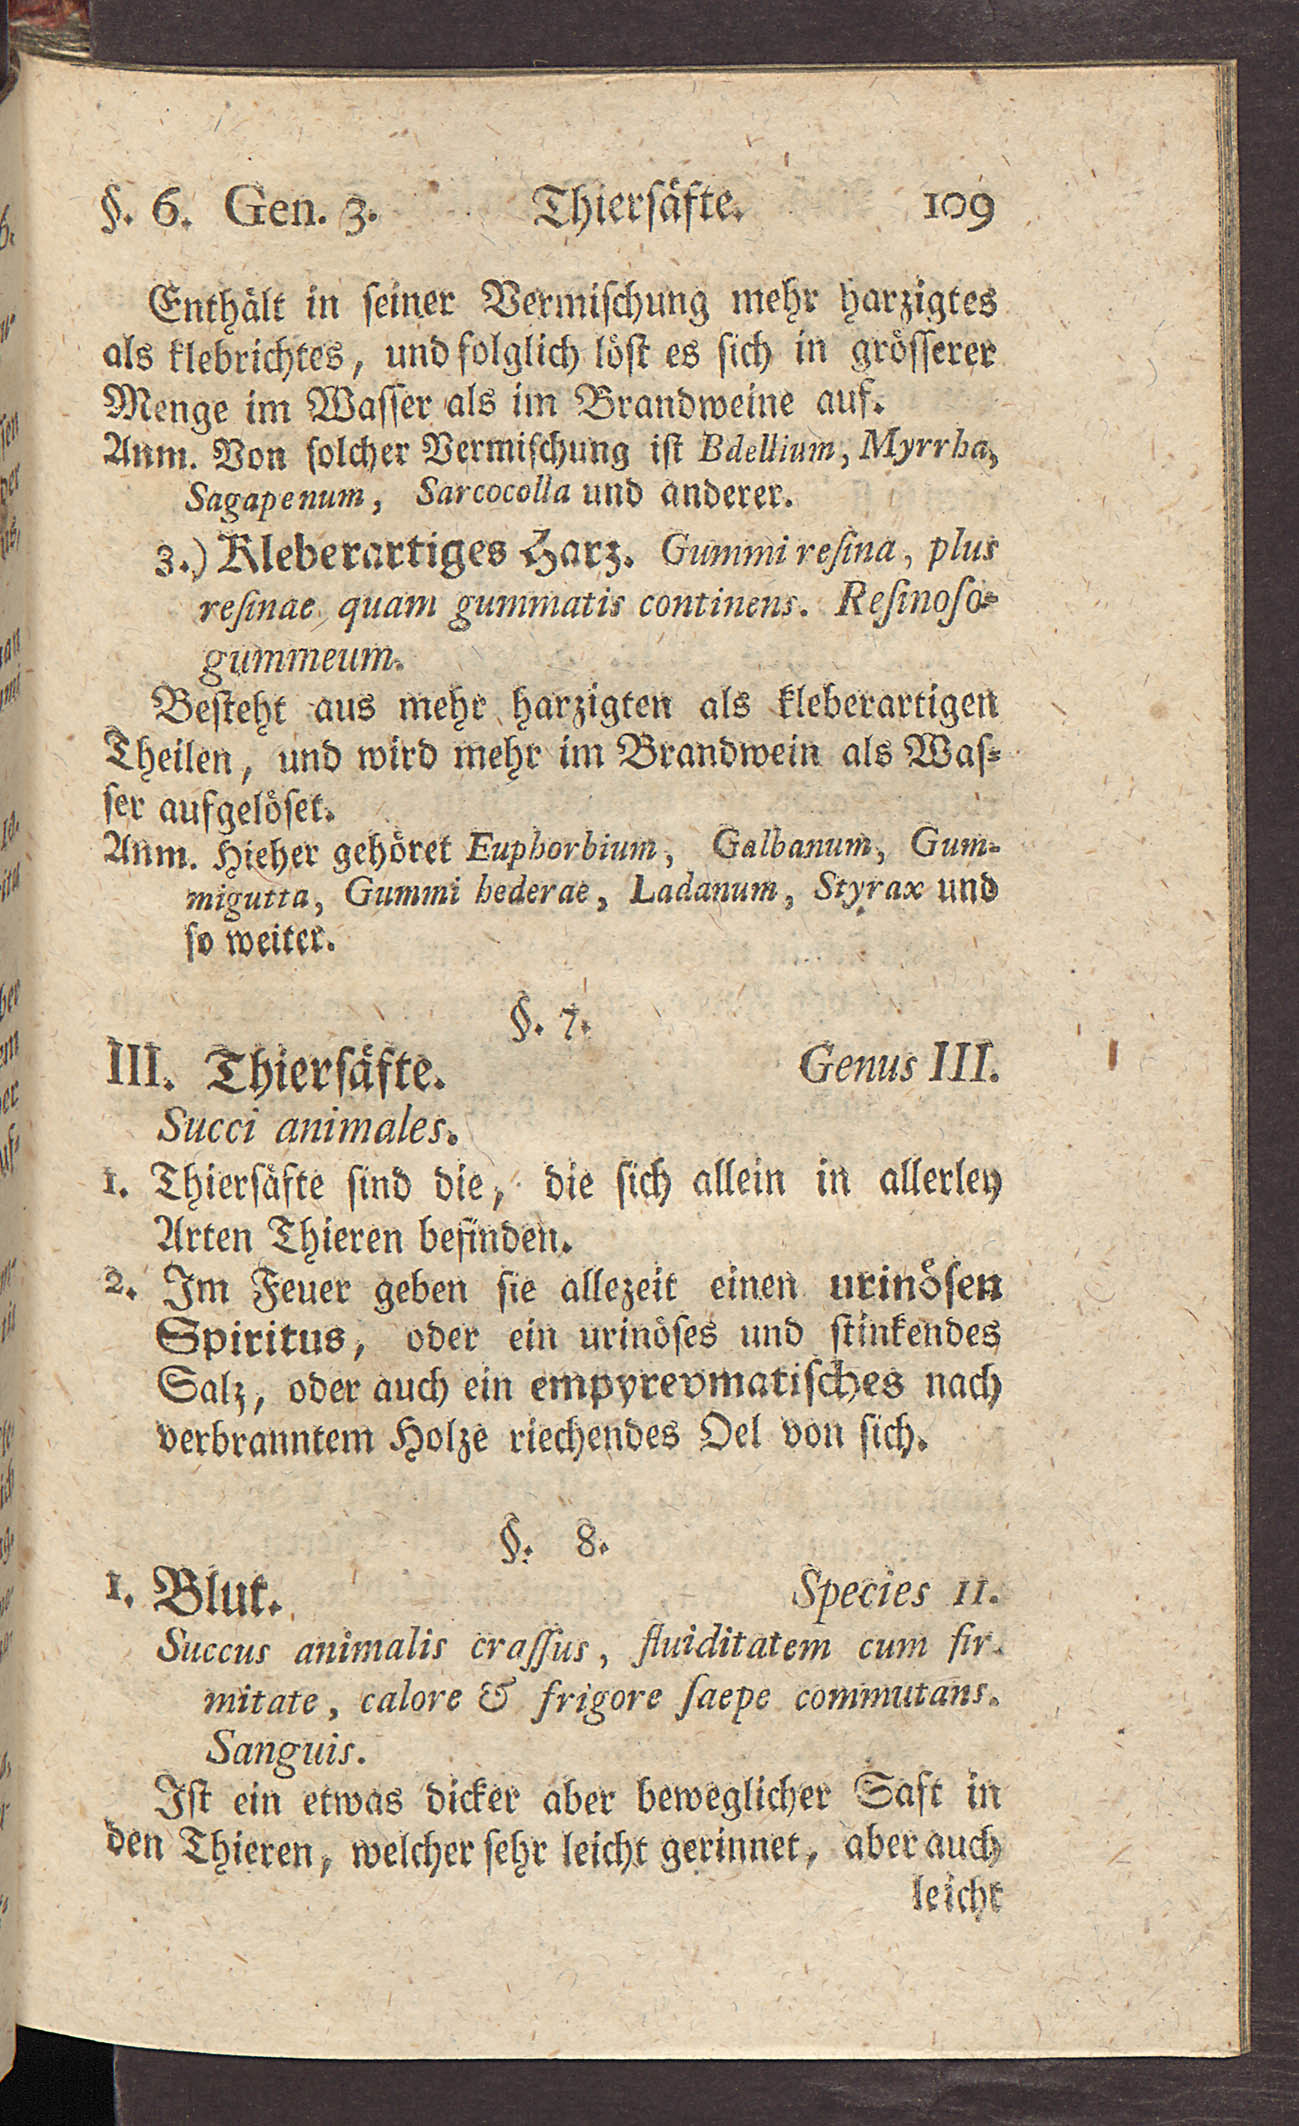 §. 6. Gen. 3. Thiersäfte. 109
Enthält in seiner Vermischung mehr harzigtes
als klebrichtes, und folglich löst es sich in grösserer
Menge im Wasser als im Brandweine auf.
Anm. Von solcher Vermischung ist Bdellium, Myrrha,
Sagapenum, Sarcocolla und anderer.
3.) Kleberartiges Harz. Gummi reſina, plus
reſinae quam gummatis continens. Reſinoſo-
gummeum.
Besteht aus mehr harzigten als kleberartigen
Theilen, und wird mehr im Brandwein als Was-
ser aufgelöset.
Anm. Hieher gehöret Euphorbium, Galbanum, Gum-
migutta, Gummi hederae, Ladanum, Styrax und
so weiter.
§. 7.
III. Thiersäfte. Genus III.
Succi animales.
1. Thiersäfte sind die, die sich allein in allerley
Arten Thieren befinden.
2. Im Feuer geben sie allezeit einen urinösen
Spiritus, oder ein urinöses und stinkendes
Salz, oder auch ein empyrevmatisches nach
verbranntem Holze riechendes Oel von sich.
§. 8.
1. Blut. Species 11.
Succus animalis craſſus, fluiditatem cum fir-
mitate, calore & frigore ſaepe commutans.
Sanguis.
Ist ein etwas dicker aber beweglicher Saft in
den Thieren, welcher sehr leicht gerinnet, aber auch
leicht